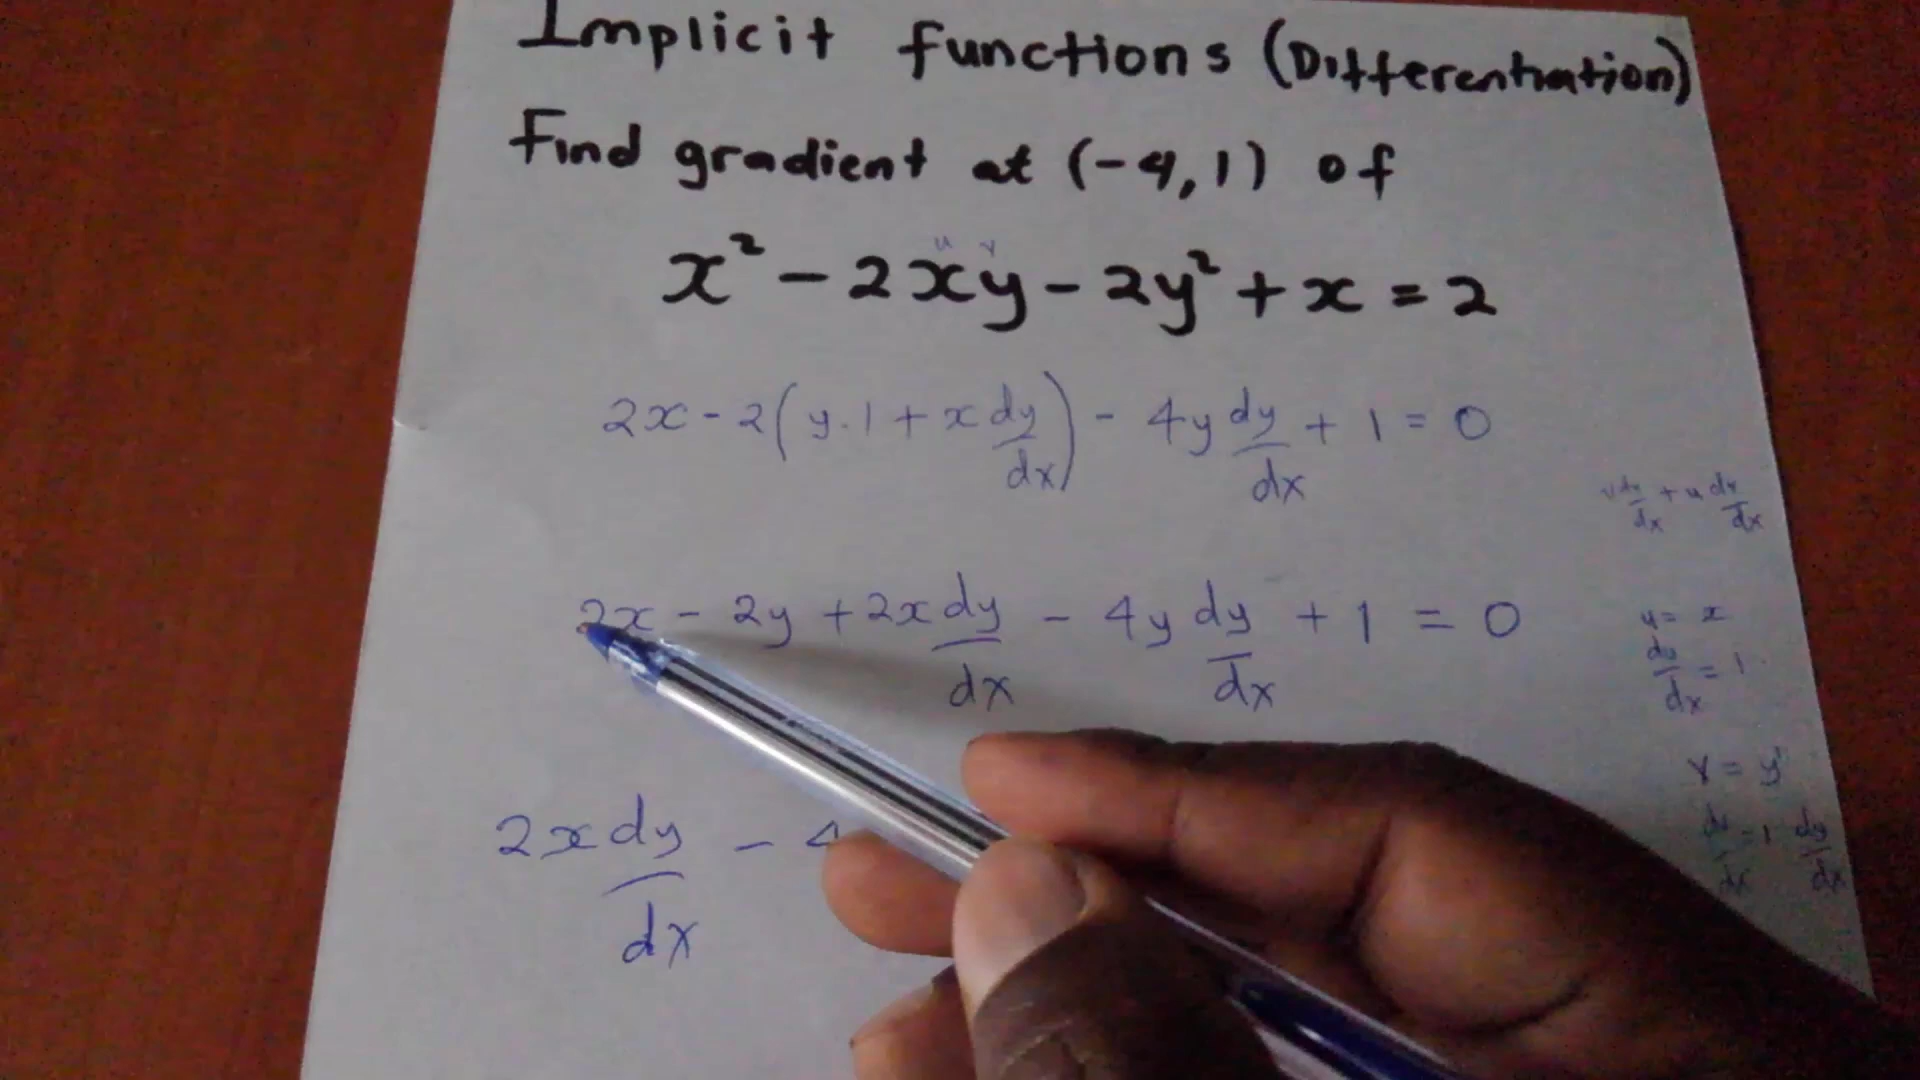 Implicit functions (Differentiation)
Find gradient at (-4,1) of
u v
x² - 2xy - 2y² + x = 2
2x - 2(y.1 + x dy/dx) - 4y dy/dx + 1 = 0
v du/dx + u dv/dx
2x - 2y + 2x dy/dx - 4y dy/dx + 1 = 0
u = x
du/dx = 1
v = y
dv/dx = 1 dy/dx
2x dy/dx - 4